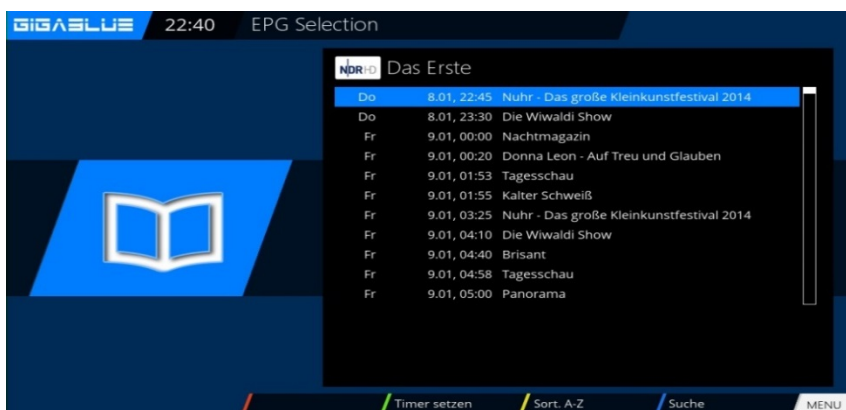 GIGABLUE 22:40 EPG Selection
NDR HD Das Erste
Do 8.01, 22:45 Nuhr - Das große Kleinkunstfestival 2014
Do 8.01, 23:30 Die Wiwaldi Show
Fr 9.01, 00:00 Nachtmagazin
Fr 9.01, 00:20 Donna Leon - Auf Treu und Glauben
Fr 9.01, 01:53 Tagesschau
Fr 9.01, 01:55 Kalter Schweiß
Fr 9.01, 03:25 Nuhr - Das große Kleinkunstfestival 2014
Fr 9.01, 04:10 Die Wiwaldi Show
Fr 9.01, 04:40 Brisant
Fr 9.01, 04:58 Tagesschau
Fr 9.01, 05:00 Panorama
Timer setzen Sort. A-Z Suche MENU